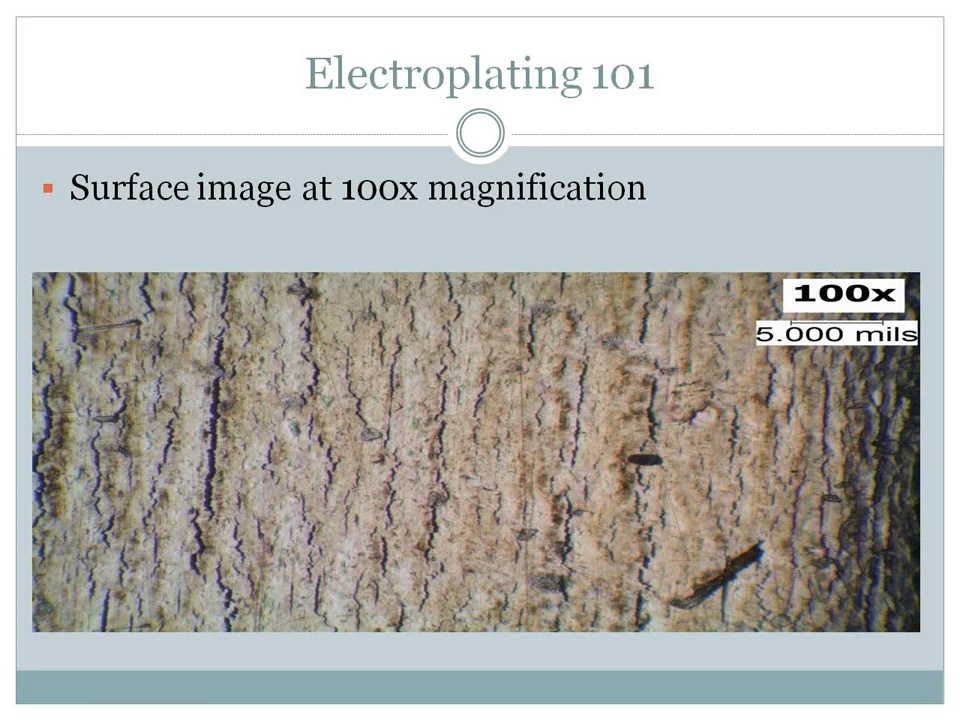 Electroplating 101
Surface image at 100x magnification
100x
5.000 mils